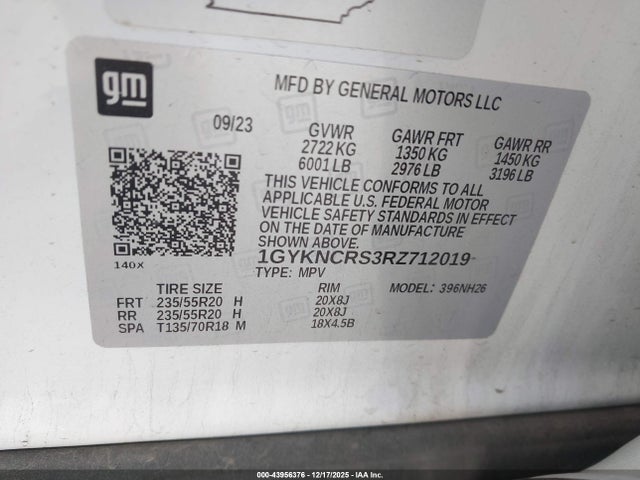 gm
MFD BY GENERAL MOTORS LLC
09/23 GVWR GAWR FRT GAWR RR
2722 KG 1350 KG 1450 KG
6001 LB 2976 LB 3196 LB
THIS VEHICLE CONFORMS TO ALL
APPLICABLE U.S. FEDERAL MOTOR
VEHICLE SAFETY STANDARDS IN EFFECT
ON THE DATE OF MANUFACTURE
SHOWN ABOVE.
1GYKNCRS3RZ712019
140X TYPE: MPV
TIRE SIZE RIM MODEL: 396NH26
FRT 235/55R20 H 20X8J
RR 235/55R20 H 20X8J
SPA T135/70R18 M 18X4.5B
000-43956376 - 12/17/2025 - IAA Inc.